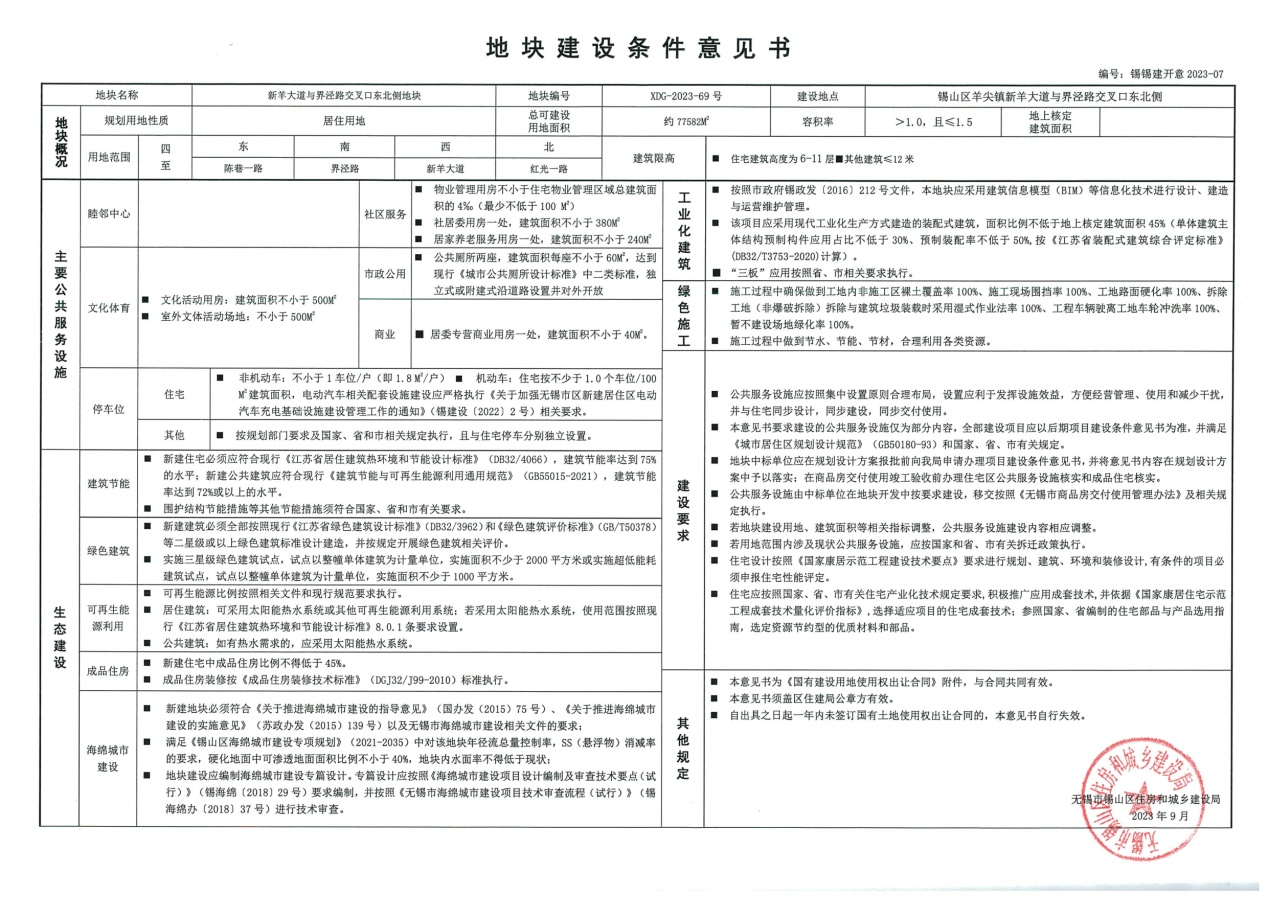 地块建设条件意见书
编号：锡锡建开意 2023-07
地块名称
新羊大道与界泾路交叉口东北侧地块
地块编号
XDG-2023-69 号
建设地点
锡山区羊尖镇新羊大道与界泾路交叉口东北侧
地块概况
规划用地性质
居住用地
总可建设
用地面积
约 77582M²
容积率
＞1.0，且≤1.5
地上核定
建筑面积
用地范围
四
至
东
南
西
北
陈巷一路
界泾路
新羊大道
红光一路
建筑限高
■ 住宅建筑高度为 6-11 层■其他建筑≤12 米
主要公共服务设施
睦邻中心
社区服务
■ 物业管理用房不小于住宅物业管理区域总建筑面
积的 4‰（最少不低于 100 M²）
■ 社居委用房一处，建筑面积不小于 380M²
■ 居家养老服务用房一处，建筑面积不小于 240M²
文化体育
■ 文化活动用房：建筑面积不小于 500M²
■ 室外文体活动场地：不小于 500M²
市政公用
■ 公共厕所两座，建筑面积每座不小于 60M²，达到
现行《城市公共厕所设计标准》中二类标准，独
立式或附建式沿道路设置并对外开放
商业
■ 居委专营商业用房一处，建筑面积不小于 40M²。
停车位
住宅
■ 非机动车：不小于 1 车位/户（即 1.8 M²/户） ■ 机动车：住宅按不少于 1.0 个车位/100
M²建筑面积，电动汽车相关配套设施建设应严格执行《关于加强无锡市区新建居住区电动
汽车充电基础设施建设管理工作的通知》（锡建设〔2022〕2 号）相关要求。
其他
■ 按规划部门要求及国家、省和市相关规定执行，且与住宅停车分别独立设置。
生态建设
建筑节能
■ 新建住宅必须应符合现行《江苏省居住建筑热环境和节能设计标准》（DB32/4066），建筑节能率达到 75%
的水平；新建公共建筑应符合现行《建筑节能与可再生能源利用通用规范》（GB55015-2021），建筑节能
率达到 72%或以上的水平。
■ 围护结构节能措施等其他节能措施须符合国家、省和市有关要求。
绿色建筑
■ 新建建筑必须全部按照现行《江苏省绿色建筑设计标准》(DB32/3962)和《绿色建筑评价标准》(GB/T50378)
等二星级或以上绿色建筑标准设计建造，并按规定开展绿色建筑相关评价。
■ 实施三星级绿色建筑试点，试点以整幢单体建筑为计量单位，实施面积不少于 2000 平方米或实施超低能耗
建筑试点，试点以整幢单体建筑为计量单位，实施面积不少于 1000 平方米。
可再生能
源利用
■ 可再生能源比例按照相关文件和现行规范要求执行。
■ 居住建筑：可采用太阳能热水系统或其他可再生能源利用系统；若采用太阳能热水系统，使用范围按照现
行《江苏省居住建筑热环境和节能设计标准》8.0.1 条要求设置。
■ 公共建筑：如有热水需求的，应采用太阳能热水系统。
成品住房
■ 新建住宅中成品住房比例不得低于 45%。
■ 成品住房装修按《成品住房装修技术标准》（DGJ32/J99-2010）标准执行。
海绵城市
建设
■ 新建地块必须符合《关于推进海绵城市建设的指导意见》（国办发（2015）75 号）、《关于推进海绵城市
建设的实施意见》（苏政办发（2015）139 号）以及无锡市海绵城市建设相关文件的要求；
■ 满足《锡山区海绵城市建设专项规划》（2021-2035）中对该地块年径流总量控制率，SS（悬浮物）消减率
的要求，硬化地面中可渗透地面面积比例不小于 40%，地块内水面率不得低于现状；
■ 地块建设应编制海绵城市建设专篇设计。专篇设计应按照《海绵城市建设项目设计编制及审查技术要点（试
行）》（锡海绵〔2018〕29 号）要求编制，并按照《无锡市海绵城市建设项目技术审查流程（试行）》（锡
海绵办〔2018〕37 号）进行技术审查。
工业化建筑
■ 按照市政府锡政发〔2016〕212 号文件，本地块应采用建筑信息模型（BIM）等信息化技术进行设计、建造
与运营维护管理。
■ 该项目应采用现代工业化生产方式建造的装配式建筑，面积比例不低于地上核定建筑面积 45%（单体建筑主
体结构预制构件应用占比不低于 30%、预制装配率不低于 50%,按《江苏省装配式建筑综合评定标准》
(DB32/T3753-2020)计算）。
■ “三板”应用按照省、市相关要求执行。
绿色施工
■ 施工过程中确保做到工地内非施工区裸土覆盖率 100%、施工现场围挡率 100%、工地路面硬化率 100%、拆除
工地（非爆破拆除）拆除与建筑垃圾装载时采用湿式作业法率 100%、工程车辆驶离工地车轮冲洗率 100%、
暂不建设场地绿化率 100%。
■ 施工过程中做到节水、节能、节材，合理利用各类资源。
建设要求
■ 公共服务设施应按照集中设置原则合理布局，设置应利于发挥设施效益，方便经营管理、使用和减少干扰，
并与住宅同步设计，同步建设，同步交付使用。
■ 本意见书要求建设的公共服务设施仅为部分内容，全部建设项目应以后期项目建设条件意见书为准，并满足
《城市居住区规划设计规范》（GB50180-93）和国家、省、市有关规定。
■ 地块中标单位应在规划设计方案报批前向我局申请办理项目建设条件意见书，并将意见书内容在规划设计方
案中予以落实；在商品房交付使用竣工验收前办理住宅区公共服务设施核实和成品住宅核实。
■ 公共服务设施由中标单位在地块开发中按要求建设，移交按照《无锡市商品房交付使用管理办法》及相关规
定执行。
■ 若地块建设用地、建筑面积等相关指标调整，公共服务设施建设内容相应调整。
■ 若用地范围内涉及现状公共服务设施，应按国家和省、市有关拆迁政策执行。
■ 住宅设计按照《国家康居示范工程建设技术要点》要求进行规划、建筑、环境和装修设计,有条件的项目必
须申报住宅性能评定。
■ 住宅应按照国家、省、市有关住宅产业化技术规定要求,积极推广应用成套技术,并依据《国家康居住宅示范
工程成套技术量化评价指标》,选择适应项目的住宅成套技术；参照国家、省编制的住宅部品与产品选用指
南，选定资源节约型的优质材料和部品。
其他规定
■ 本意见书为《国有建设用地使用权出让合同》附件，与合同共同有效。
■ 本意见书须盖区住建局公章方有效。
■ 自出具之日起一年内未签订国有土地使用权出让合同的，本意见书自行失效。
无锡市锡山区住房和城乡建设局
无锡市锡山区住房和城乡建设局
2023 年 9 月